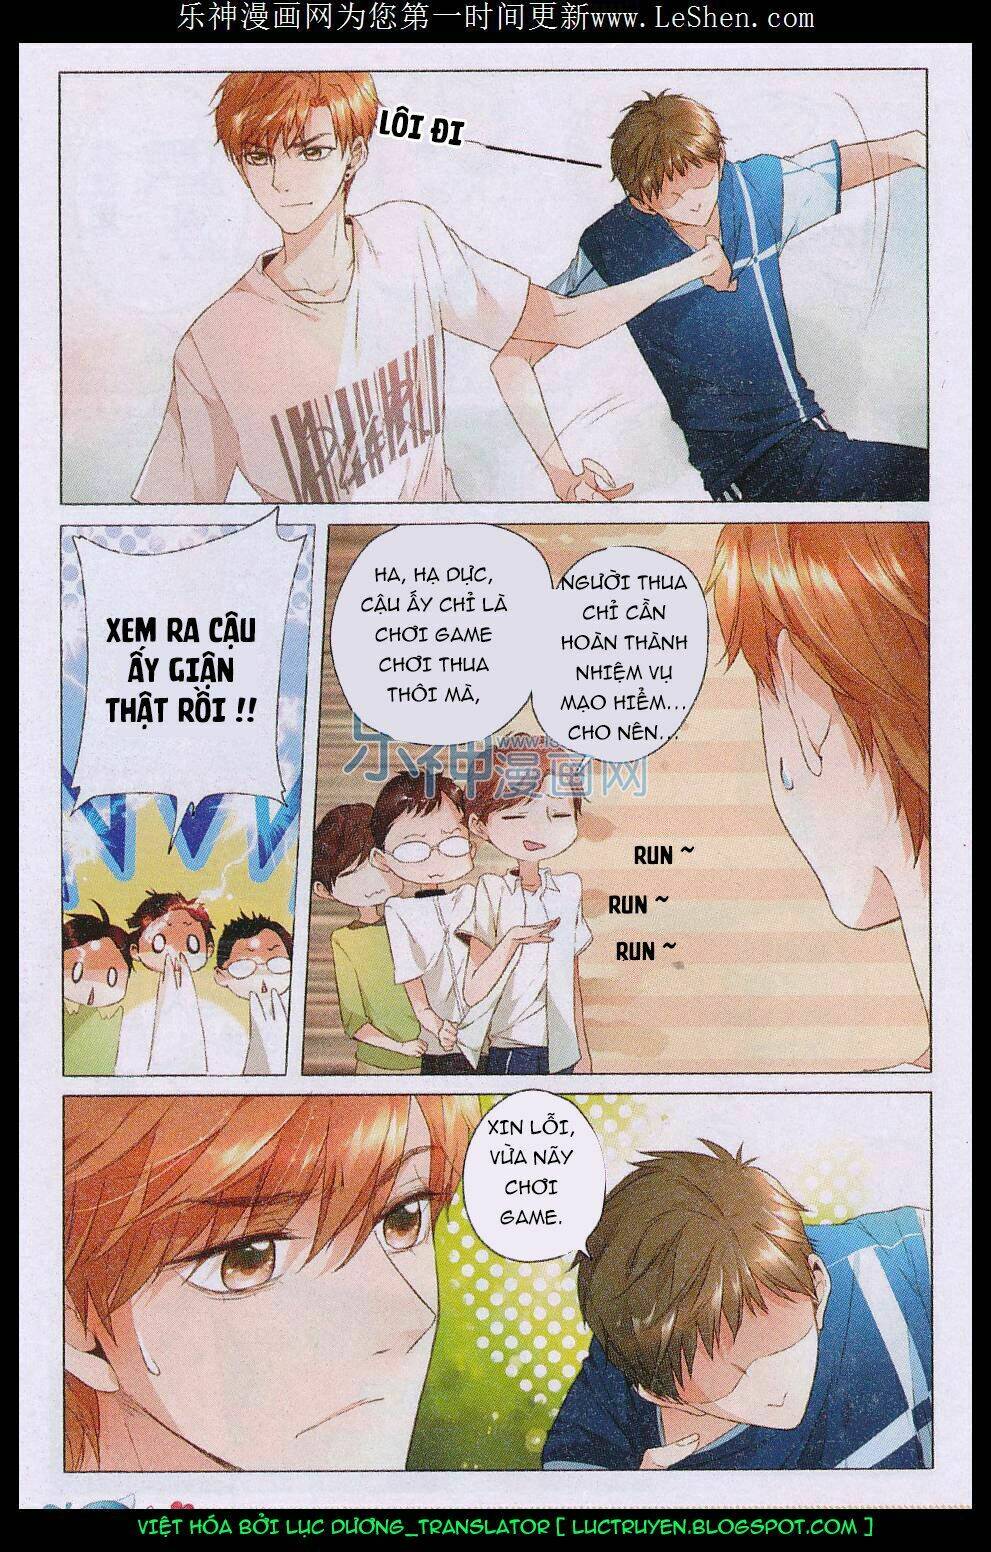 乐神漫画网为您第一时间更新www.LeShen.com
LÔI ĐI
XEM RA CẬU
ẤY GIẬN
THẬT RỒI !!
HA, HẠ DỰC,
CẬU ẤY CHỈ LÀ
CHƠI GAME
CHƠI THUA
THÔI MÀ,
NGƯỜI THUA
CHỈ CẦN
HOÀN THÀNH
NHIỆM VỤ
MẠO HIỂM...
CHO NÊN...
乐神漫画网
RUN ~
RUN ~
RUN ~
XIN LỖI,
VỪA NÃY
CHƠI
GAME.
VIỆT HÓA BỞI LỤC DƯƠNG_TRANSLATOR [ LUCTRUYEN.BLOGSPOT.COM ]